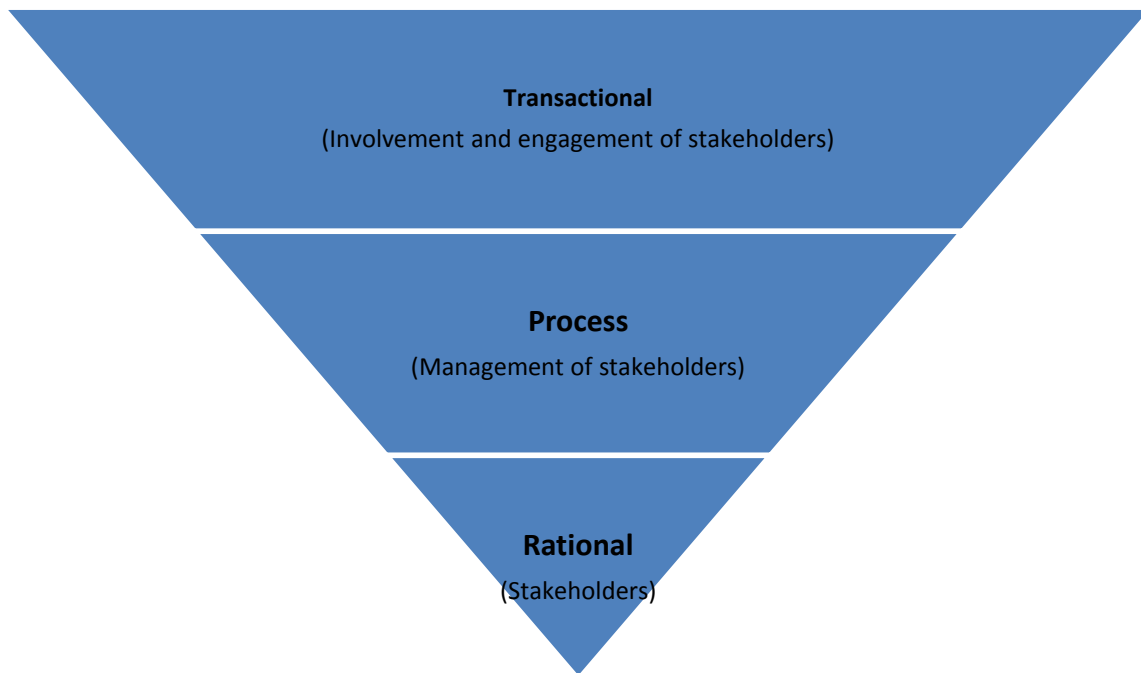 Transactional
(Involvement and engagement of stakeholders)
Process
(Management of stakeholders)
Rational
(Stakeholders)